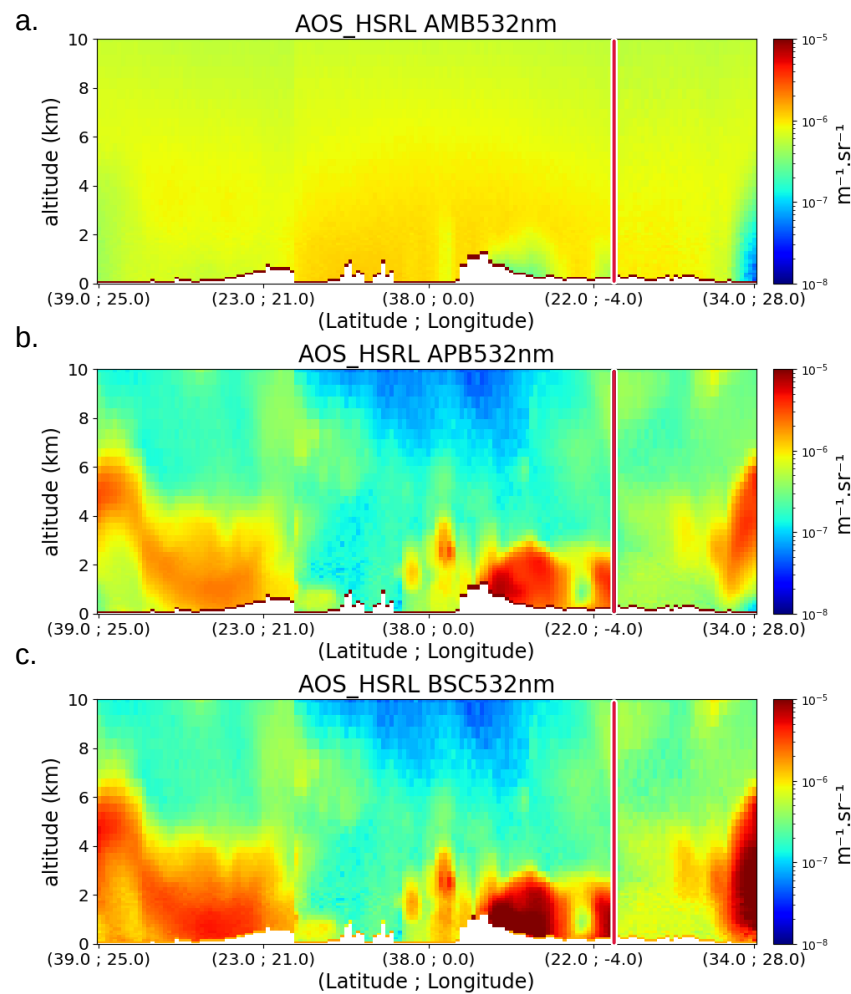 a.
AOS_HSRL AMB532nm
10
8
6
4
2
0
altitude (km)
(39.0 ; 25.0) (23.0 ; 21.0) (38.0 ; 0.0) (22.0 ; -4.0) (34.0 ; 28.0)
(Latitude ; Longitude)
10⁻⁵
10⁻⁶
10⁻⁷
10⁻⁸
m⁻¹.sr⁻¹
b.
AOS_HSRL APB532nm
10
8
6
4
2
0
altitude (km)
(39.0 ; 25.0) (23.0 ; 21.0) (38.0 ; 0.0) (22.0 ; -4.0) (34.0 ; 28.0)
(Latitude ; Longitude)
10⁻⁵
10⁻⁶
10⁻⁷
10⁻⁸
m⁻¹.sr⁻¹
c.
AOS_HSRL BSC532nm
10
8
6
4
2
0
altitude (km)
(39.0 ; 25.0) (23.0 ; 21.0) (38.0 ; 0.0) (22.0 ; -4.0) (34.0 ; 28.0)
(Latitude ; Longitude)
10⁻⁵
10⁻⁶
10⁻⁷
10⁻⁸
m⁻¹.sr⁻¹